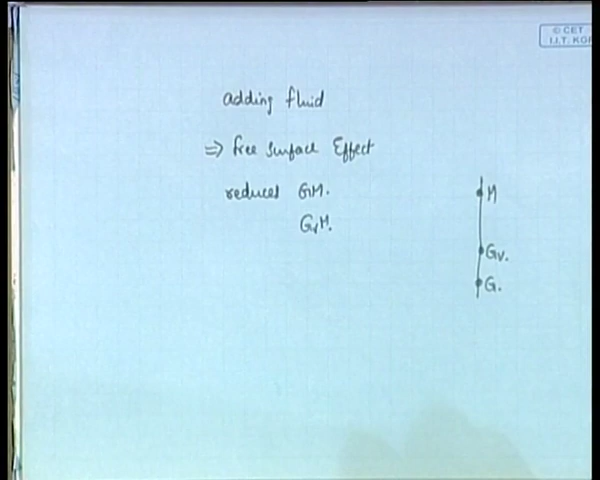 © CET
I.I.T. KGP
adding fluid
⇒ free surface Effect
reduces GM.
GvM.
M
Gv.
G.